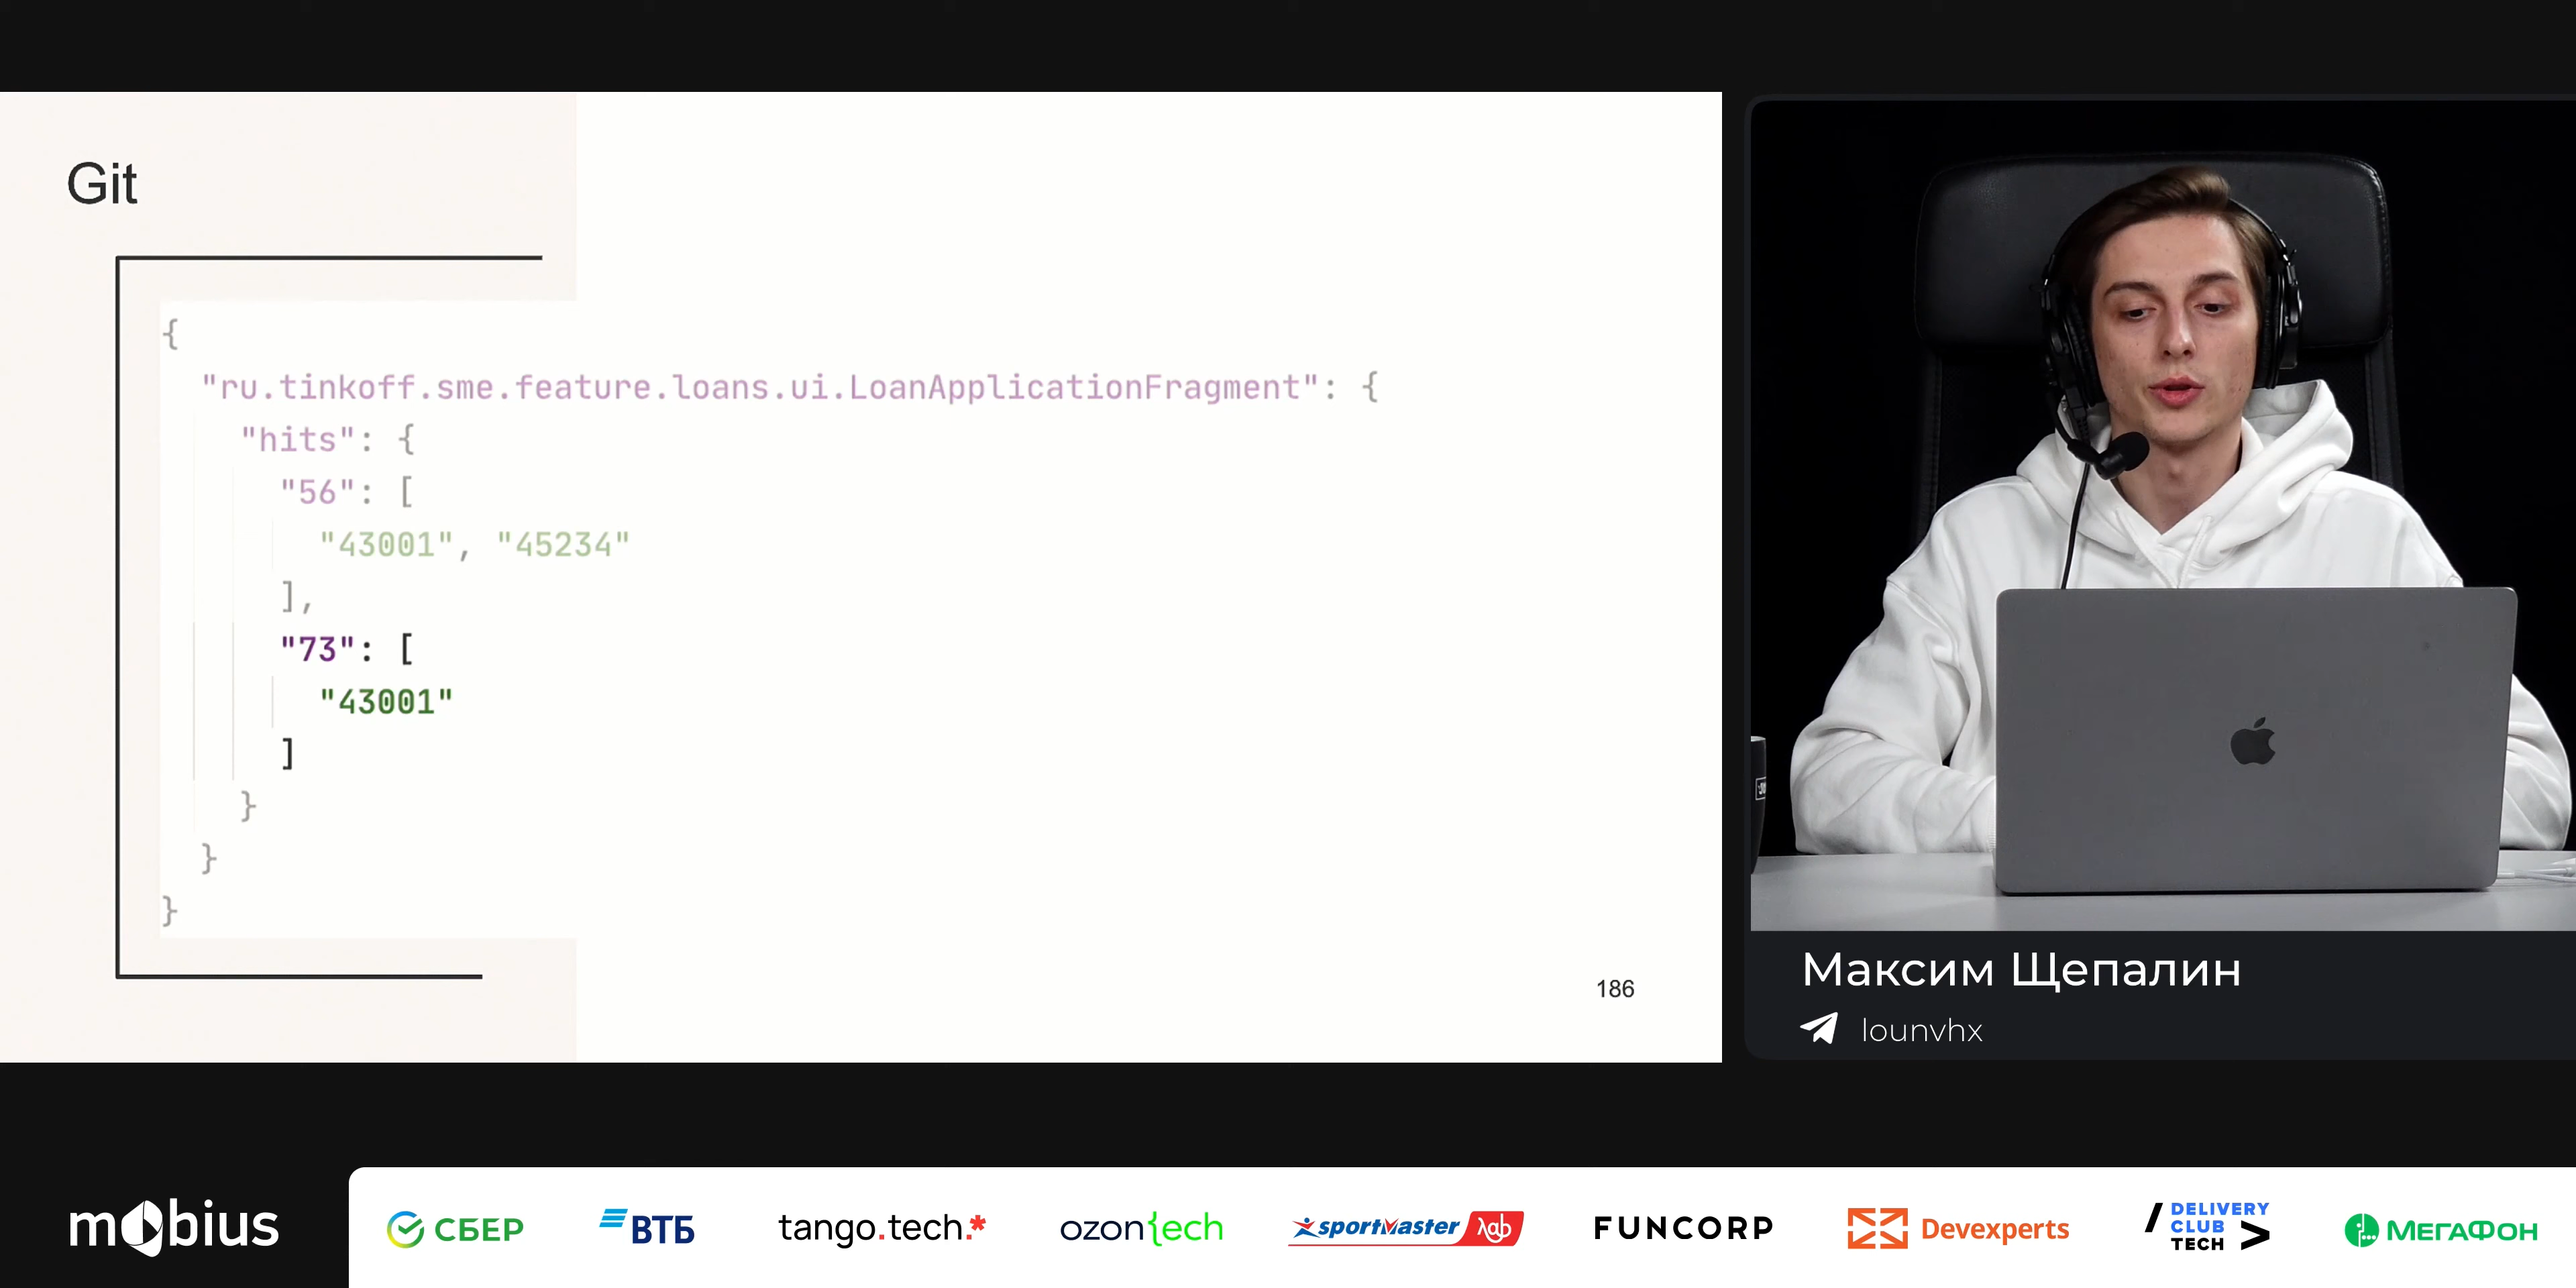 Git
{
"ru.tinkoff.sme.feature.loans.ui.LoanApplicationFragment": {
"hits": {
"56": [
"43001", "45234"
],
"73": [
"43001"
]
}
}
}
186
Максим Щепалин
lounvhx
mobius
СБЕР
ВТБ
tango.tech.*
ozon{ech
sportmaster lab
FUNCORP
Devexperts
/ DELIVERY CLUB TECH >
МЕГАФОН